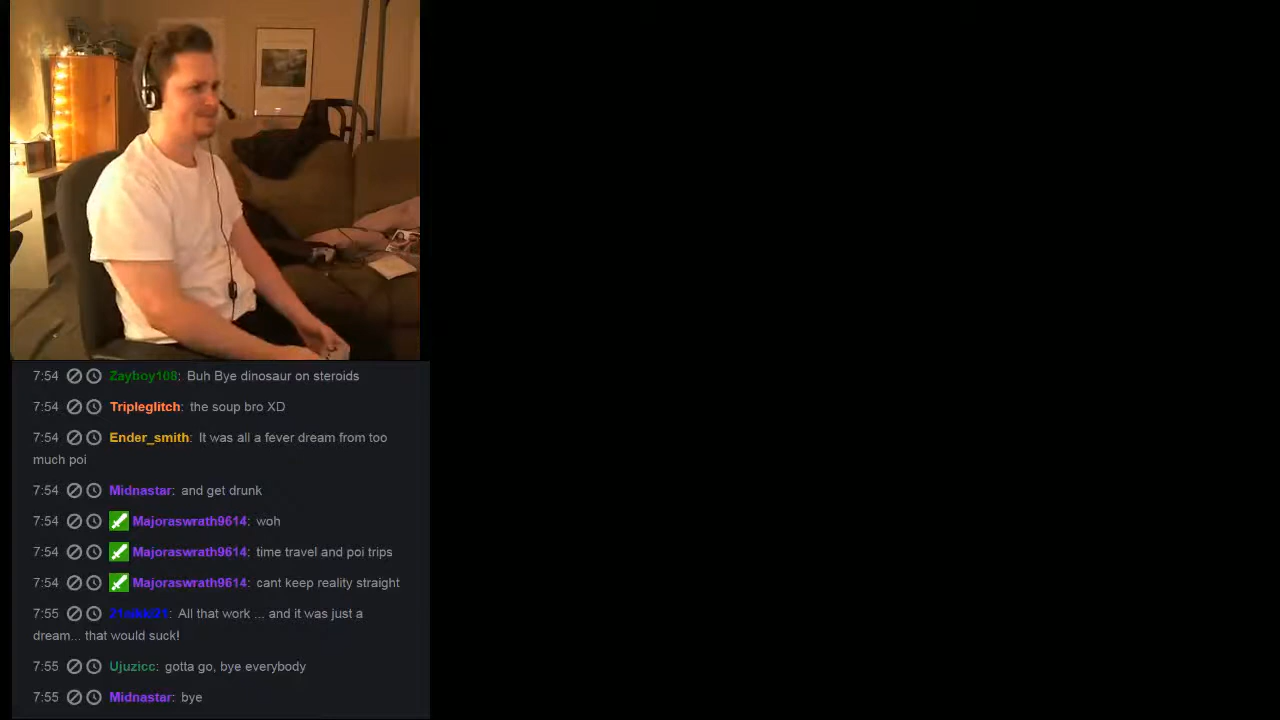 7:54 Zayboy108: Buh Bye dinosaur on steroids
7:54 Tripleglitch: the soup bro XD
7:54 Ender_smith: It was all a fever dream from too
much poi
7:54 Midnastar: and get drunk
7:54 Majoraswrath9614: woh
7:54 Majoraswrath9614: time travel and poi trips
7:54 Majoraswrath9614: cant keep reality straight
7:55 All that work ... and it was just a
dream... that would suck!
7:55 Ujuzicc: gotta go, bye everybody
7:55 Midnastar: bye